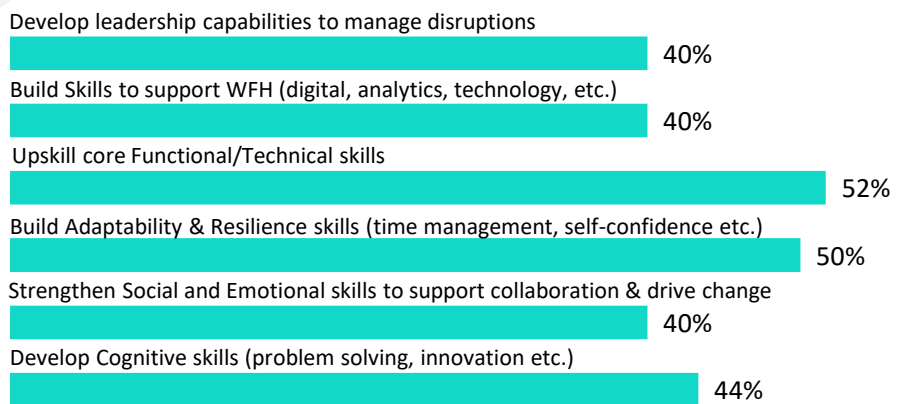 Develop leadership capabilities to manage disruptions
40%
Build Skills to support WFH (digital, analytics, technology, etc.)
40%
Upskill core Functional/Technical skills
52%
Build Adaptability & Resilience skills (time management, self-confidence etc.)
50%
Strengthen Social and Emotional skills to support collaboration & drive change
40%
Develop Cognitive skills (problem solving, innovation etc.)
44%